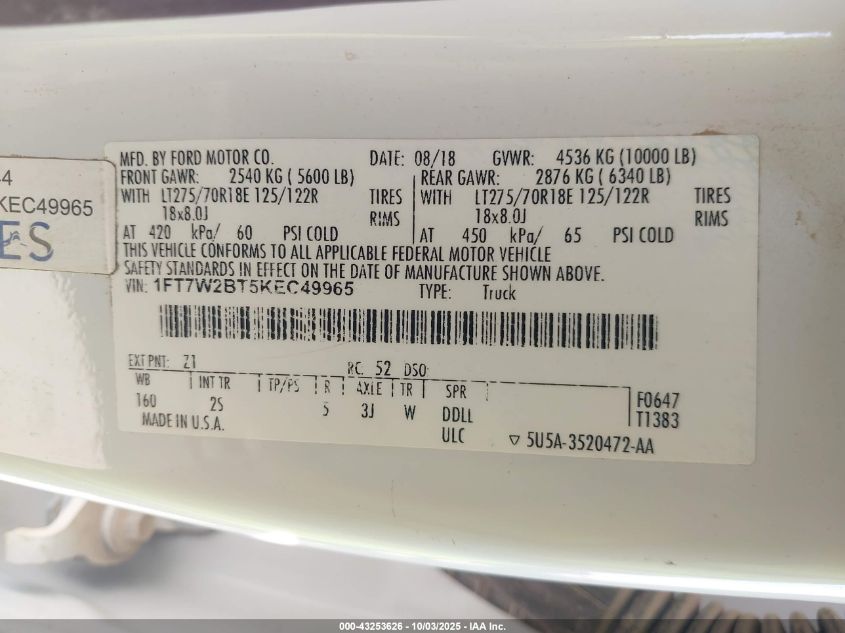 MFD. BY FORD MOTOR CO. DATE: 08/18 GVWR: 4536 KG (10000 LB)
FRONT GAWR: 2540 KG ( 5600 LB) REAR GAWR: 2876 KG ( 6340 LB)
WITH LT275/70R18E 125/122R TIRES WITH LT275/70R18E 125/122R TIRES
18x8.0J RIMS 18x8.0J RIMS
AT 420 kPa/ 60 PSI COLD AT 450 kPa/ 65 PSI COLD
THIS VEHICLE CONFORMS TO ALL APPLICABLE FEDERAL MOTOR VEHICLE
SAFETY STANDARDS IN EFFECT ON THE DATE OF MANUFACTURE SHOWN ABOVE.
VIN: 1FT7W2BT5KEC49965 TYPE: Truck
EXT PNT: Z1 RC: 52 DSO:
WB INT TR TP/PS R AXLE TR SPR
160 2S 5 3J W DDLL F0647
MADE IN U.S.A. ULC T1383
5U5A-3520472-AA
4
KEC49965
ES
000-43253626 - 10/03/2025 - IAA Inc.